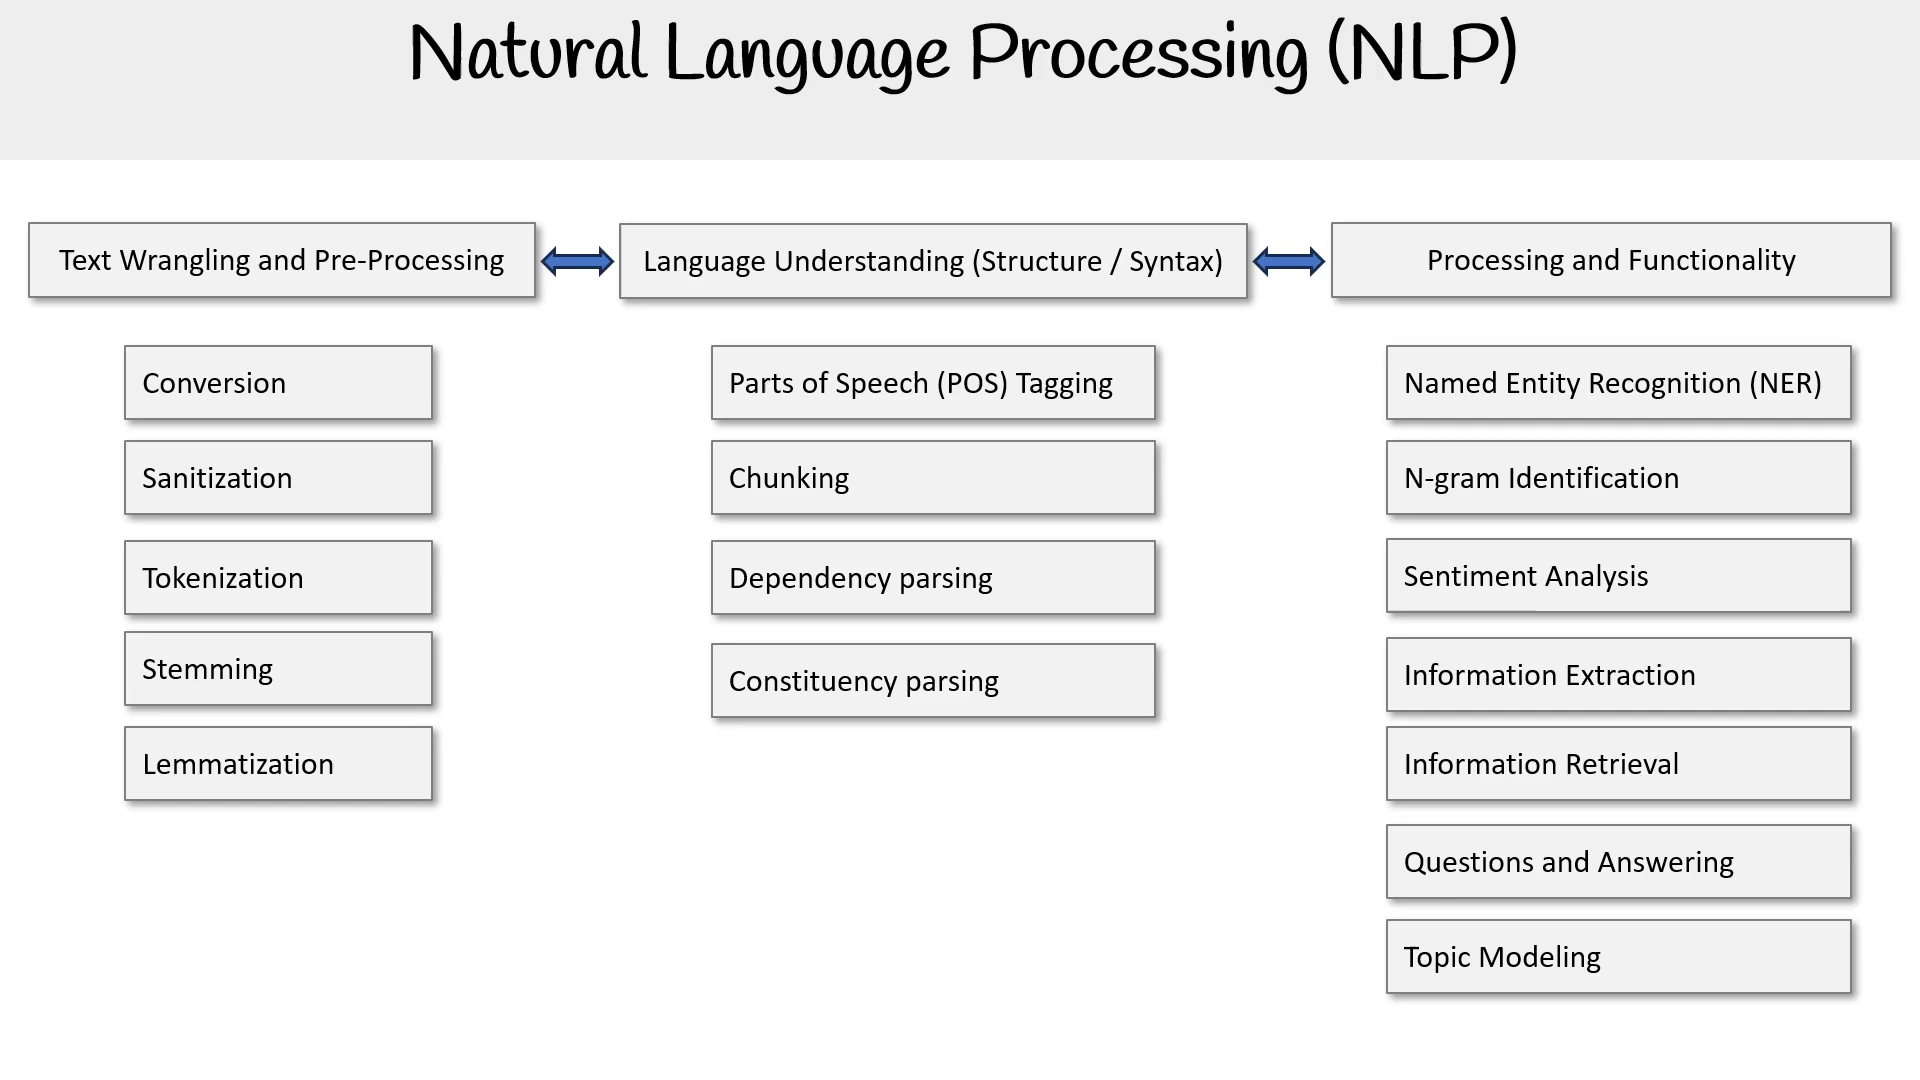 Natural Language Processing (NLP)
Text Wrangling and Pre-Processing
Language Understanding (Structure / Syntax)
Processing and Functionality
Conversion
Sanitization
Tokenization
Stemming
Lemmatization
Parts of Speech (POS) Tagging
Chunking
Dependency parsing
Constituency parsing
Named Entity Recognition (NER)
N-gram Identification
Sentiment Analysis
Information Extraction
Information Retrieval
Questions and Answering
Topic Modeling